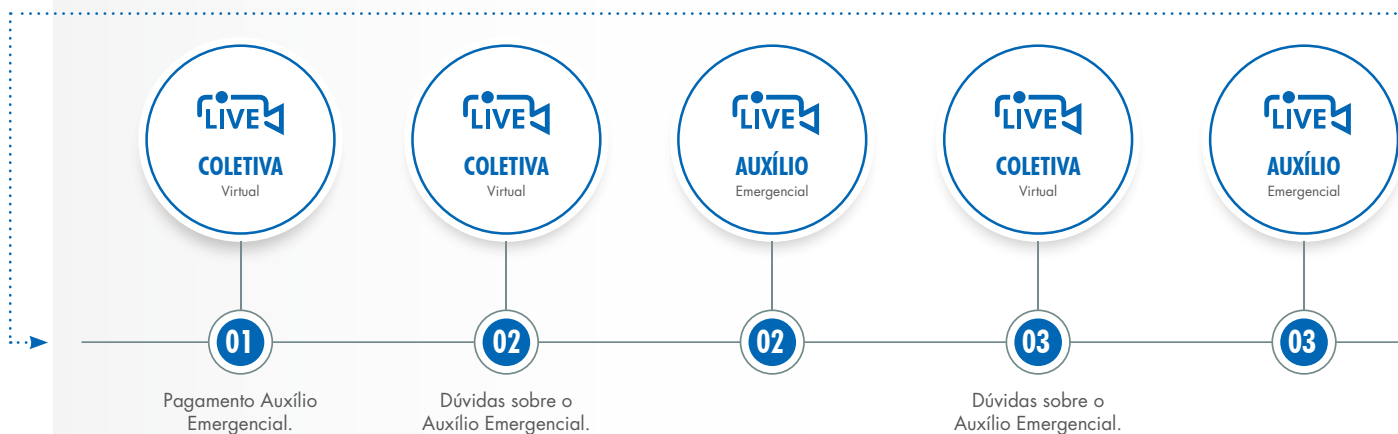 LIVE
COLETIVA
Virtual
01
Pagamento Auxílio
Emergencial.
LIVE
COLETIVA
Virtual
02
Dúvidas sobre o
Auxílio Emergencial.
LIVE
AUXÍLIO
Emergencial
02
LIVE
COLETIVA
Virtual
03
Dúvidas sobre o
Auxílio Emergencial.
LIVE
AUXÍLIO
Emergencial
03